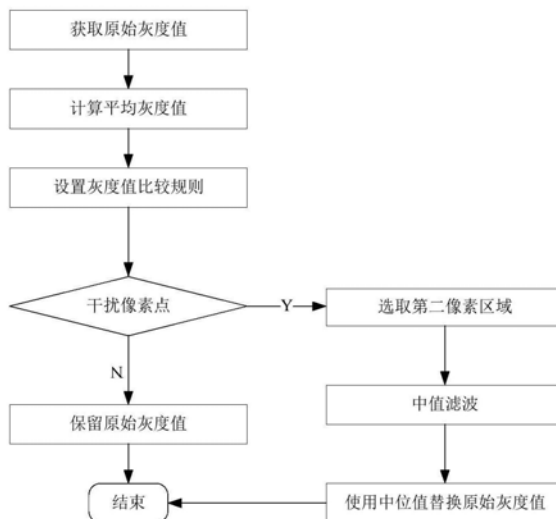 获取原始灰度值
计算平均灰度值
设置灰度值比较规则
干扰像素点
Y
选取第二像素区域
N
中值滤波
保留原始灰度值
结束
使用中位值替换原始灰度值